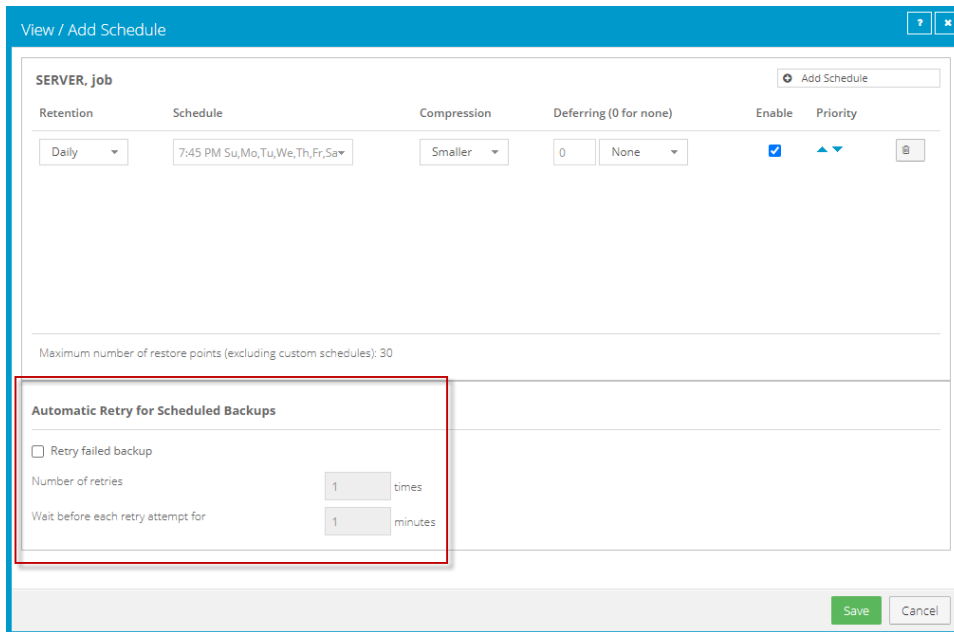 View / Add Schedule
?
SERVER, job
Add Schedule
Retention Schedule Compression Deferring (0 for none) Enable Priority
Daily 7:45 PM Su,Mo,Tu,We,Th,Fr,Sa Smaller 0 None
Maximum number of restore points (excluding custom schedules): 30
Automatic Retry for Scheduled Backups
Retry failed backup
Number of retries 1 times
Wait before each retry attempt for 1 minutes
Save Cancel